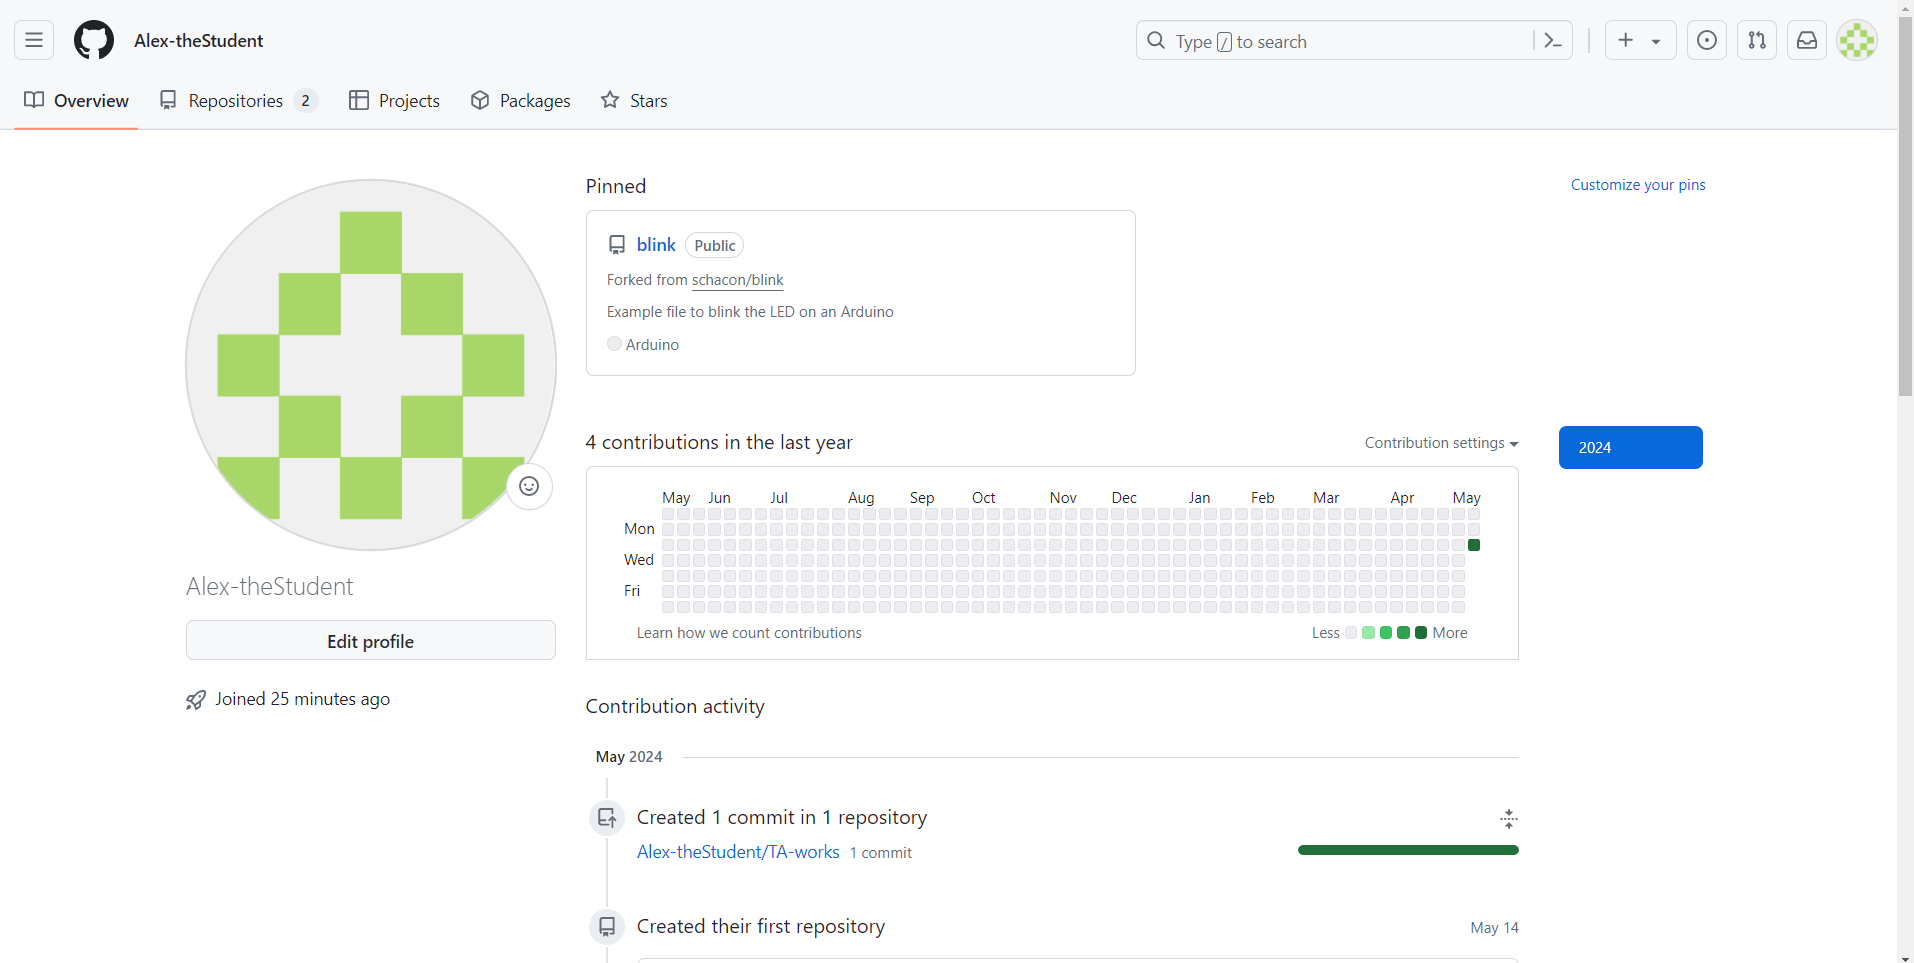 Alex-theStudent
Type / to search
Overview Repositories 2 Projects Packages Stars
Pinned
Customize your pins
blink Public
Forked from schacon/blink
Example file to blink the LED on an Arduino
Arduino
4 contributions in the last year
Contribution settings
2024
May Jun Jul Aug Sep Oct Nov Dec Jan Feb Mar Apr May
Mon
Wed
Fri
Learn how we count contributions
Less More
Alex-theStudent
Edit profile
Joined 25 minutes ago
Contribution activity
May 2024
Created 1 commit in 1 repository
Alex-theStudent/TA-works 1 commit
Created their first repository
May 14